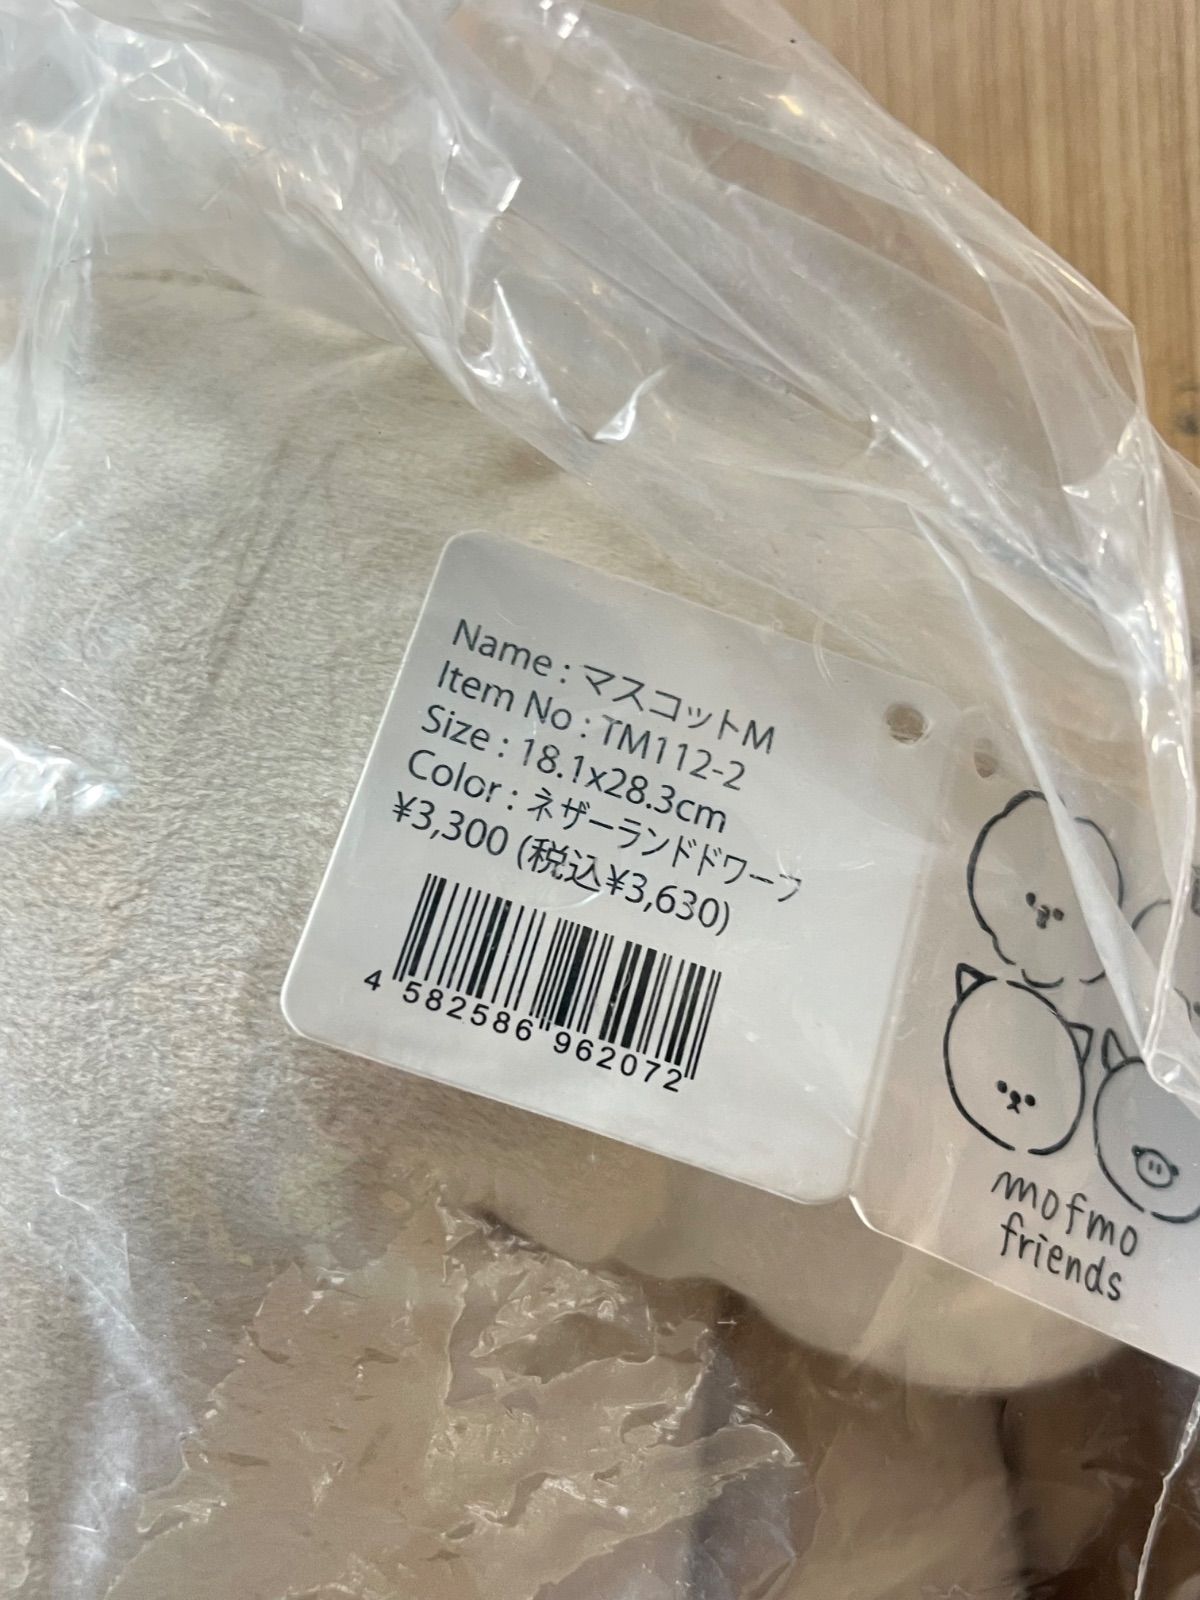 Name : マスコットM
Item No : TM112-2
Size : 18.1x28.3cm
Color : ネザーランドドワーフ
¥3,300 (税込¥3,630)
4 582586 962072
mofmo
friends